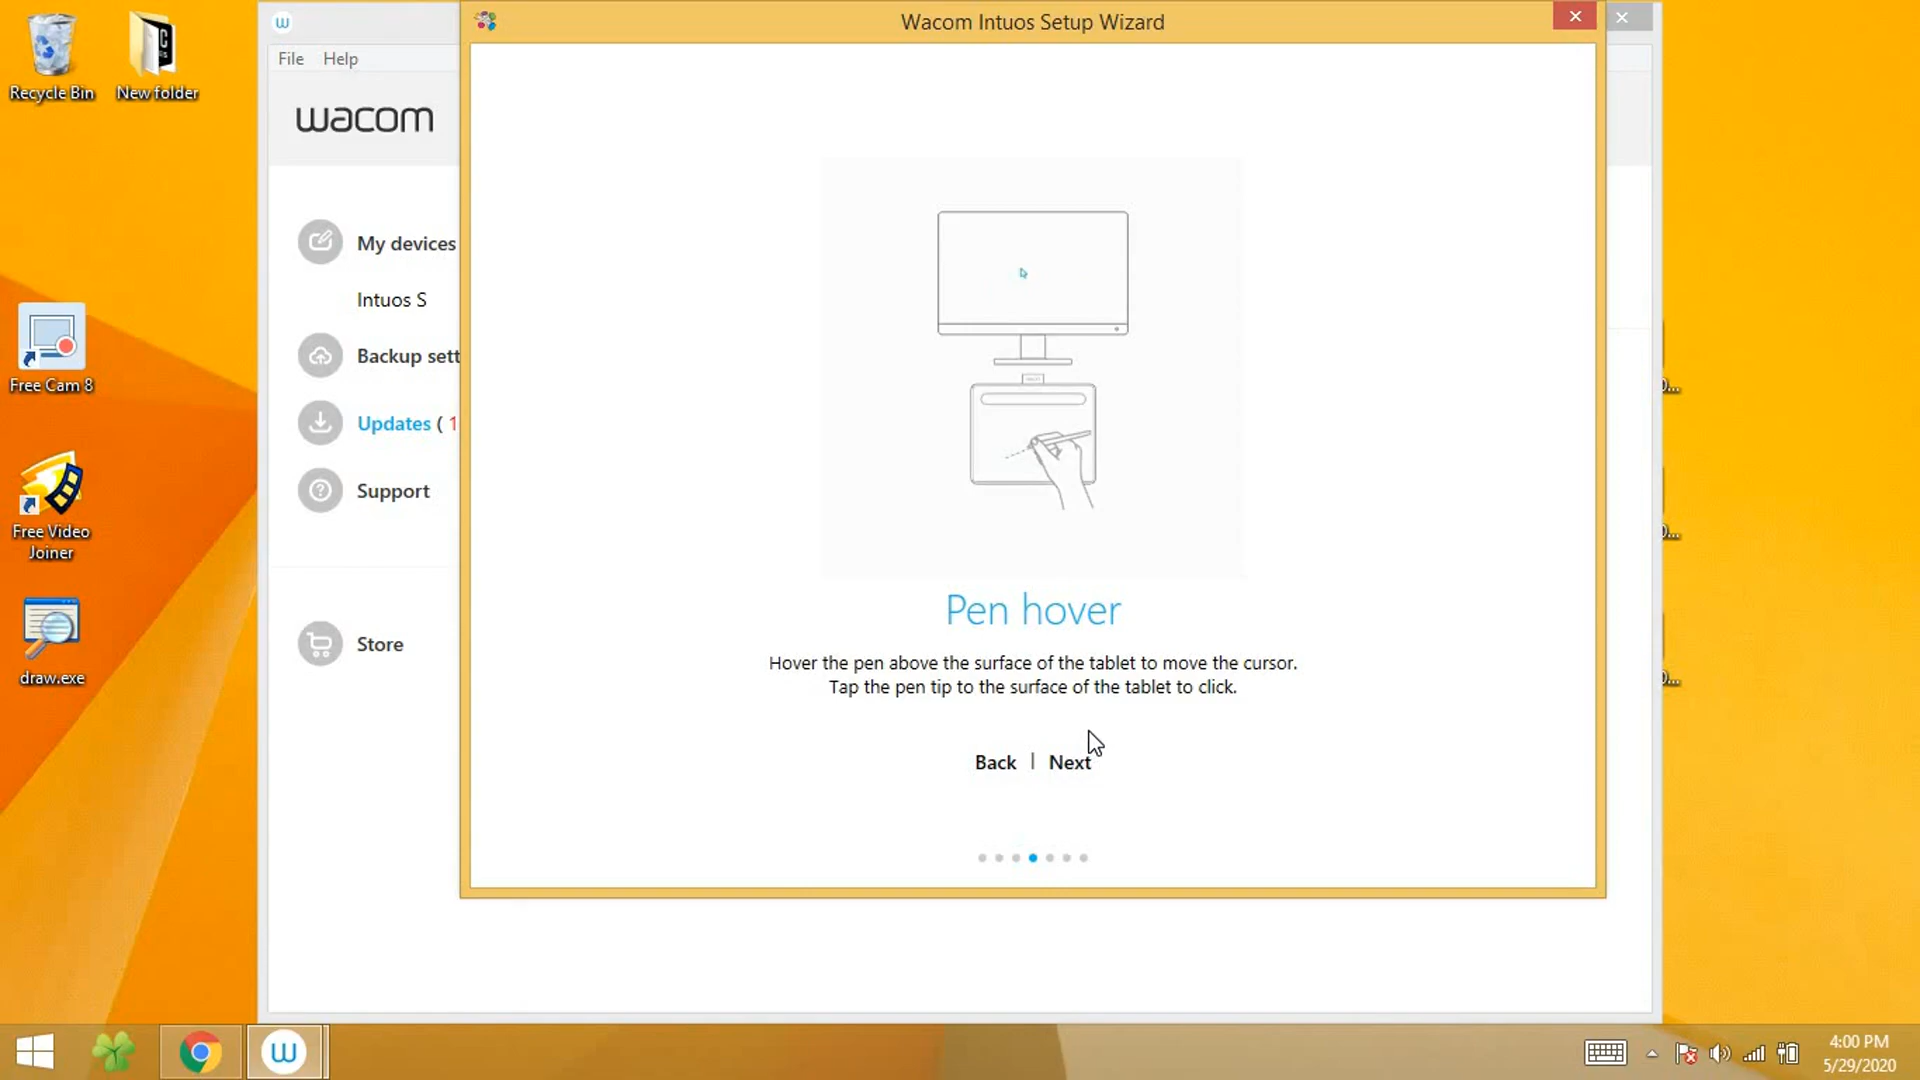 Recycle Bin
New folder
Free Cam 8
Free Video
Joiner
draw.exe
W
File Help
wacom
My devices
Intuos S
Backup sett
Updates ( 1
Support
Store
Wacom Intuos Setup Wizard
Pen hover
Hover the pen above the surface of the tablet to move the cursor.
Tap the pen tip to the surface of the tablet to click.
Back | Next
0...
0...
0...
W
4:00 PM
5/29/2020